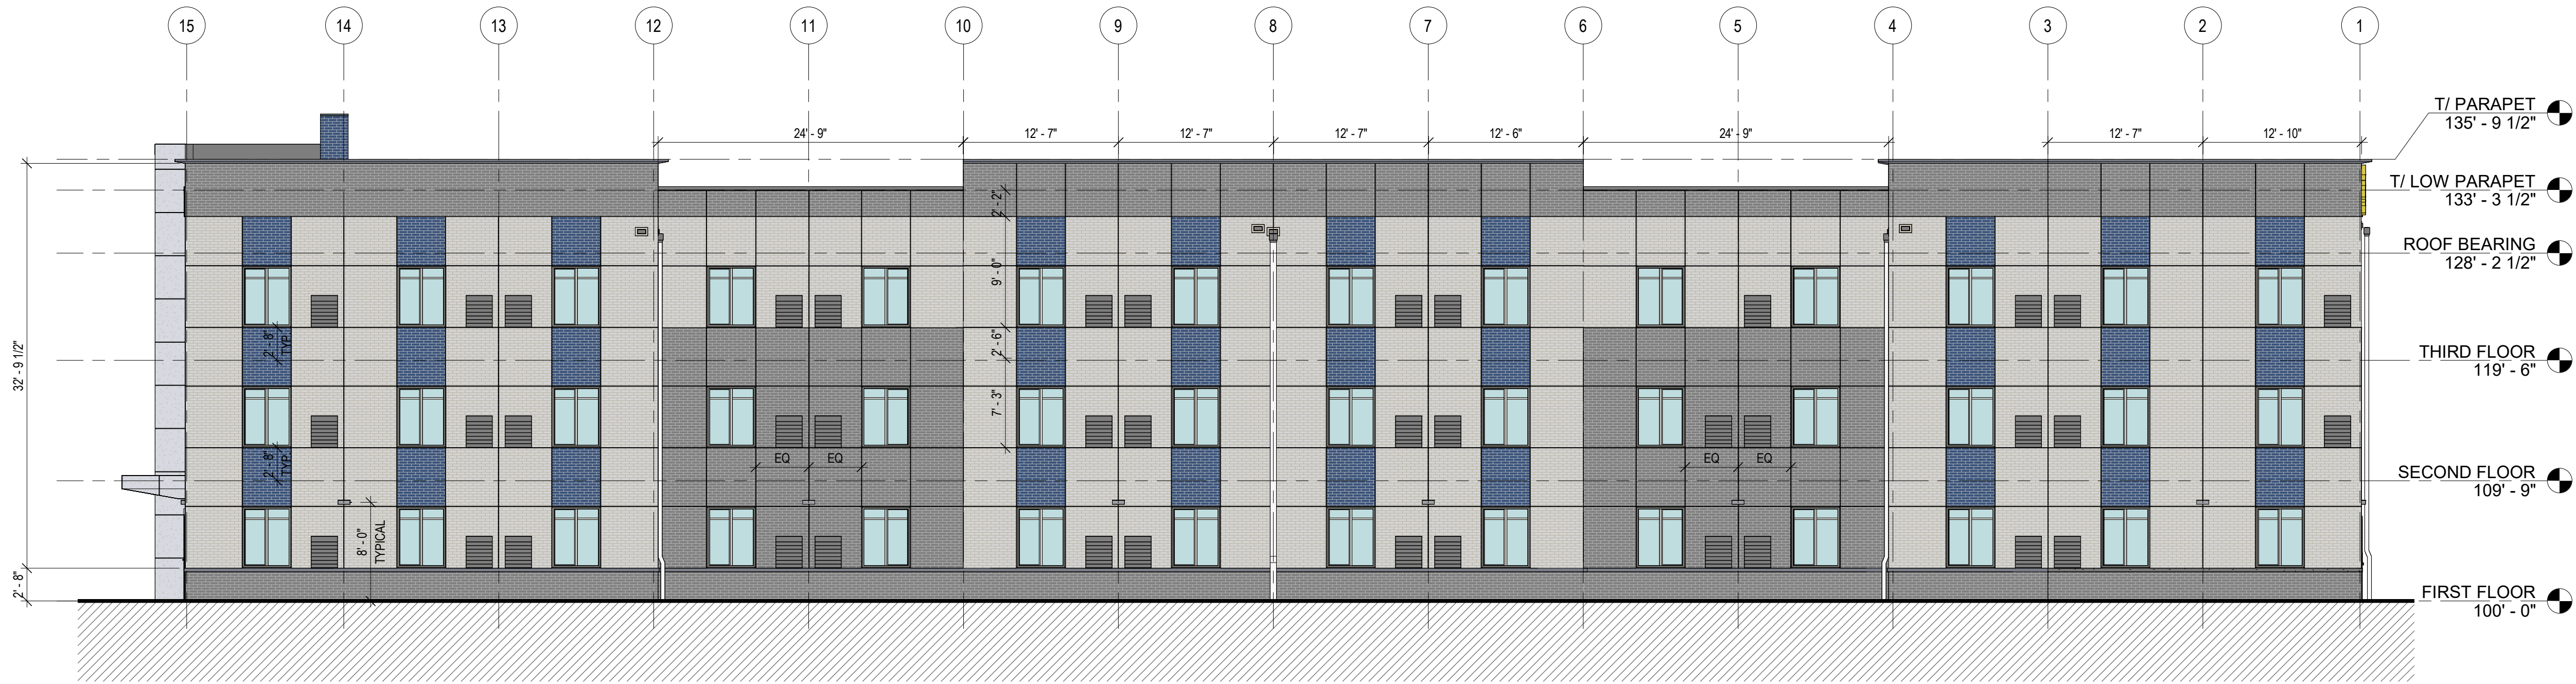 15 14 13 12 11 10 9 8 7 6 5 4 3 2 1
T/ PARAPET
135' - 9 1/2"
24' - 9" 12' - 7" 12' - 7" 12' - 7" 12' - 6" 24' - 9" 12' - 7" 12' - 10"
T/ LOW PARAPET
133' - 3 1/2"
2' - 2"
ROOF BEARING
128' - 2 1/2"
9' - 0"
2' - 8"
TYP
2' - 6"
32' - 9 1/2"
THIRD FLOOR
119' - 6"
7' - 3"
2' - 8"
TYP
EQ EQ EQ EQ
SECOND FLOOR
109' - 9"
8' - 0"
TYPICAL
2' - 8"
FIRST FLOOR
100' - 0"